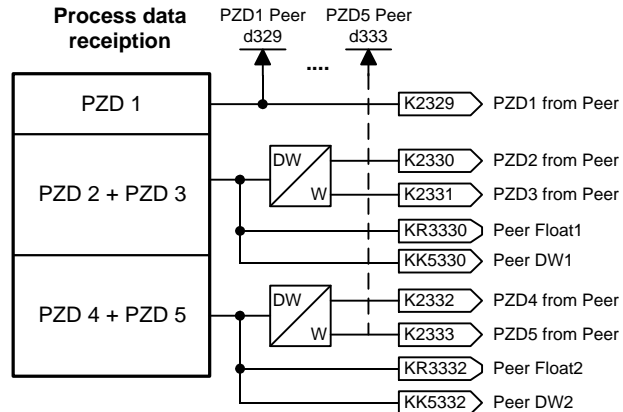 Process data
receiption
PZD1 Peer
d329
....
PZD5 Peer
d333
PZD 1
K2329 PZD1 from Peer
PZD 2 + PZD 3
DW
W
K2330 PZD2 from Peer
K2331 PZD3 from Peer
KR3330 Peer Float1
KK5330 Peer DW1
PZD 4 + PZD 5
DW
W
K2332 PZD4 from Peer
K2333 PZD5 from Peer
KR3332 Peer Float2
KK5332 Peer DW2